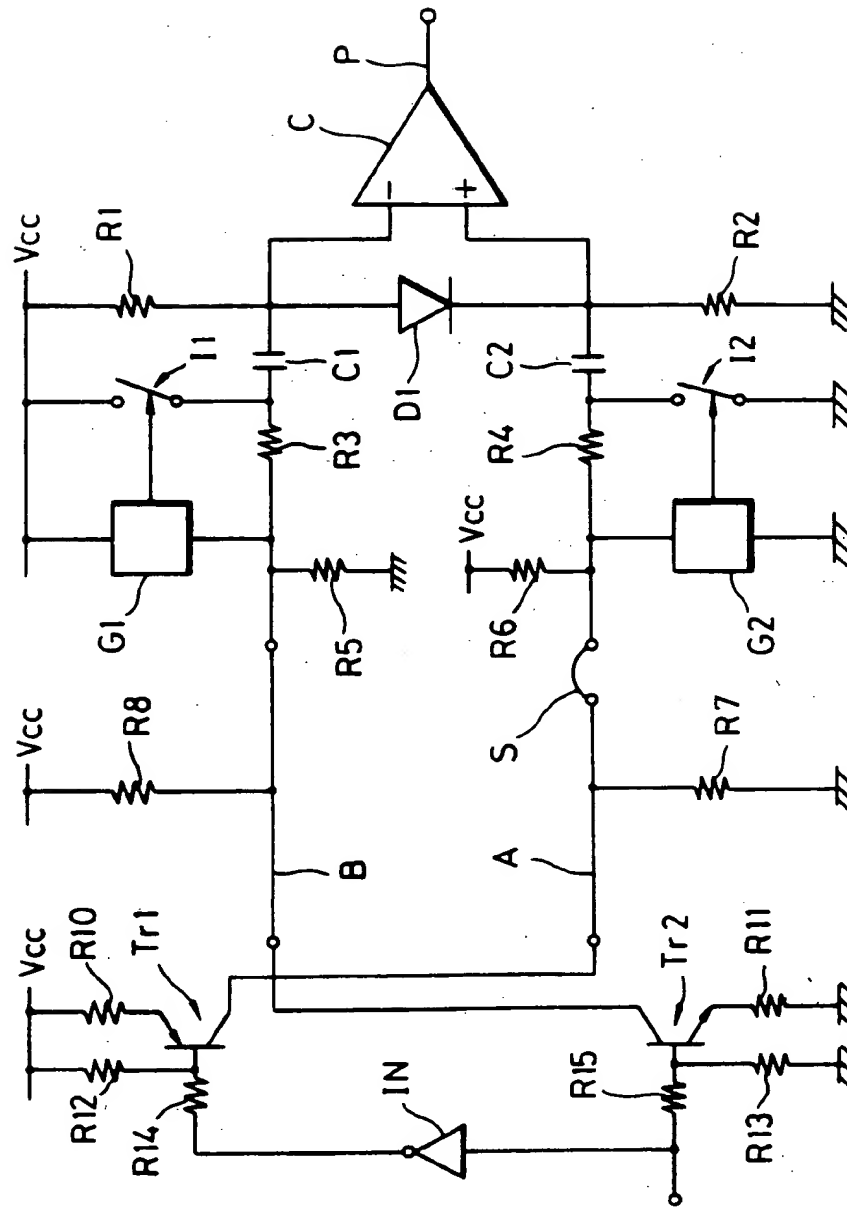 P
C
-
+
Vcc
R1
R2
I1
C1
D1
C2
I2
R3
R4
G1
R5
Vcc
R6
G2
Vcc
R8
S
R7
B
A
Vcc
R10
Tr1
R12
R14
IN
Tr2
R11
R15
R13